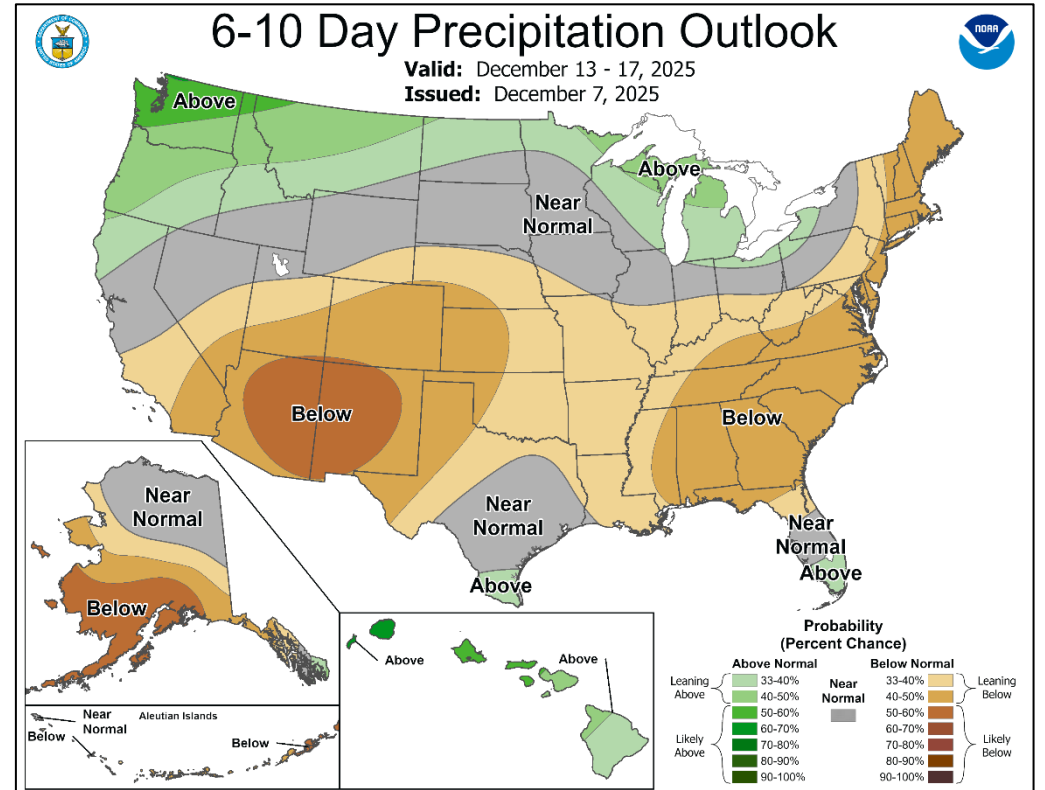 6-10 Day Precipitation Outlook
Valid: December 13 - 17, 2025
Issued: December 7, 2025
NOAA
Above
Above
Near
Normal
Below
Below
Near
Normal
Above
Near
Normal
Above
Near
Normal
Below
Near
Normal
Aleutian Islands
Below
Below
Above
Above
Probability
(Percent Chance)
Above Normal
Below Normal
Leaning
Above
33-40%
40-50%
Likely
Above
50-60%
60-70%
70-80%
80-90%
90-100%
Near
Normal
33-40%
40-50%
Leaning
Below
50-60%
60-70%
70-80%
80-90%
90-100%
Likely
Below